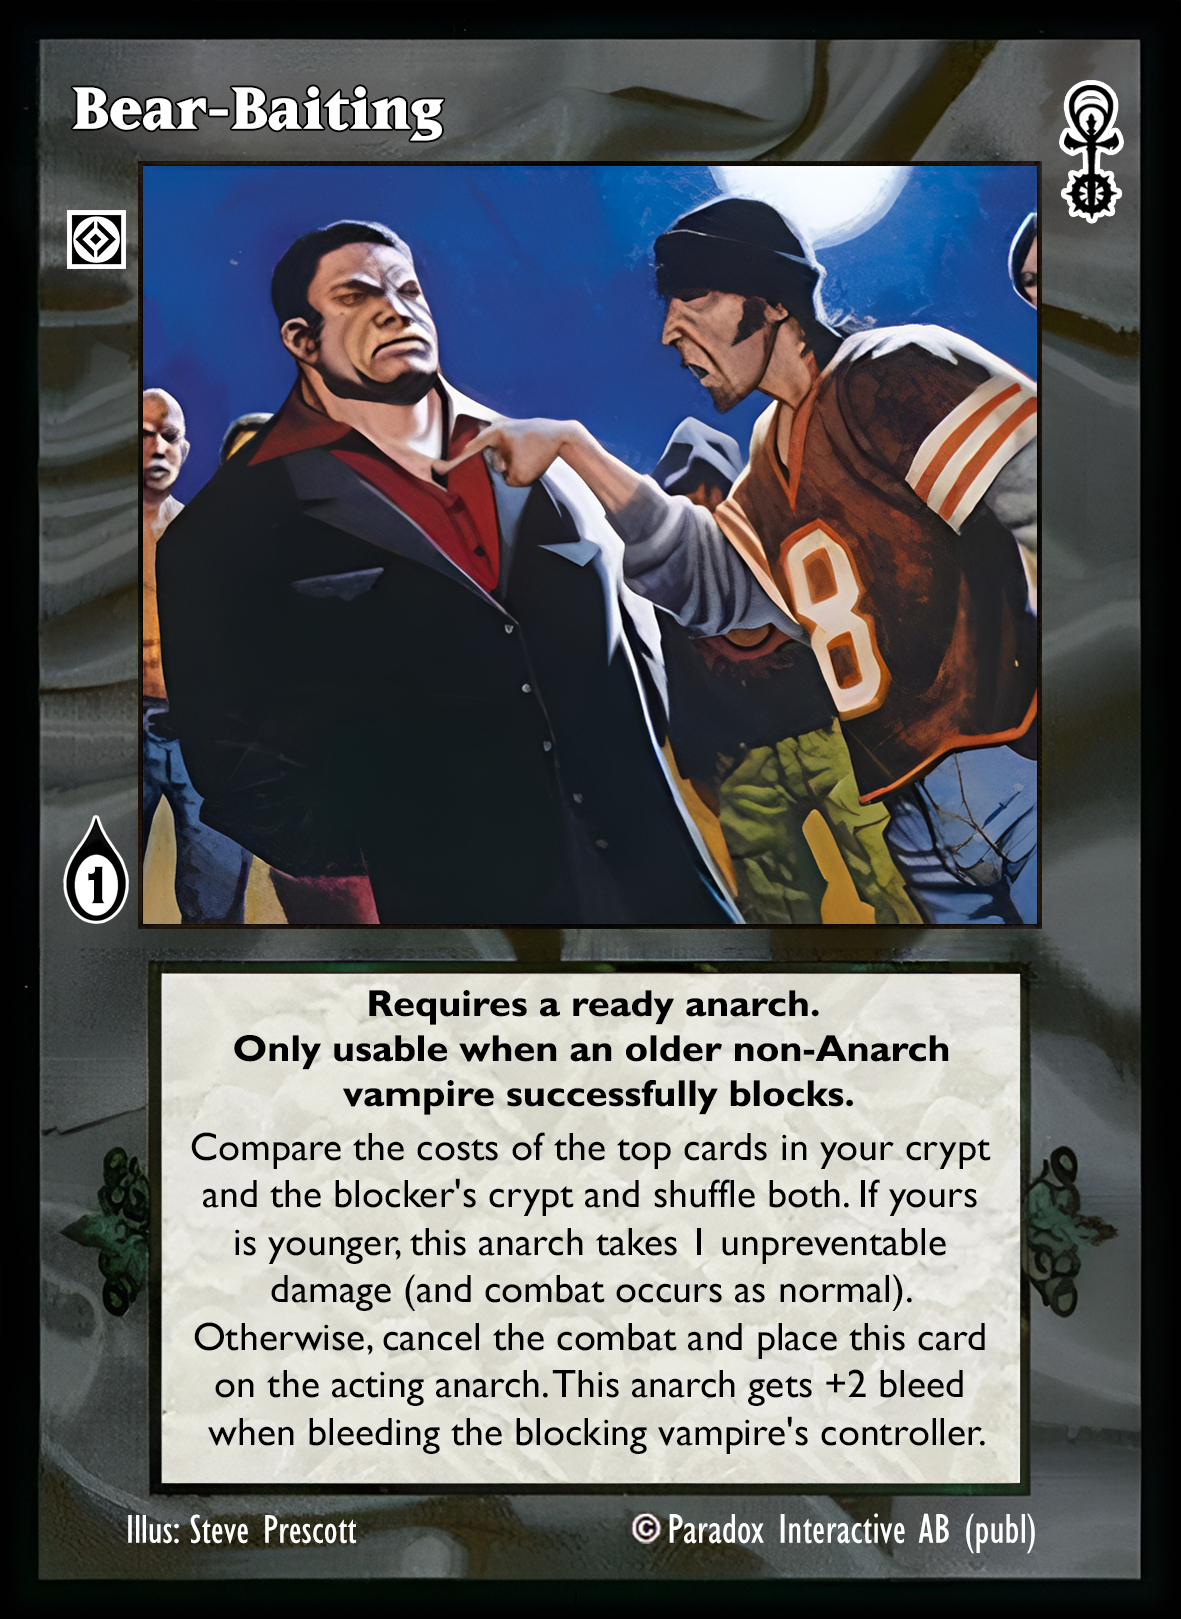 Bear-Baiting
8
1
Requires a ready anarch.
Only usable when an older non-Anarch
vampire successfully blocks.
Compare the costs of the top cards in your crypt
and the blocker's crypt and shuffle both. If yours
is younger, this anarch takes 1 unpreventable
damage (and combat occurs as normal).
Otherwise, cancel the combat and place this card
on the acting anarch. This anarch gets +2 bleed
when bleeding the blocking vampire's controller.
Illus: Steve Prescott
© Paradox Interactive AB (publ)